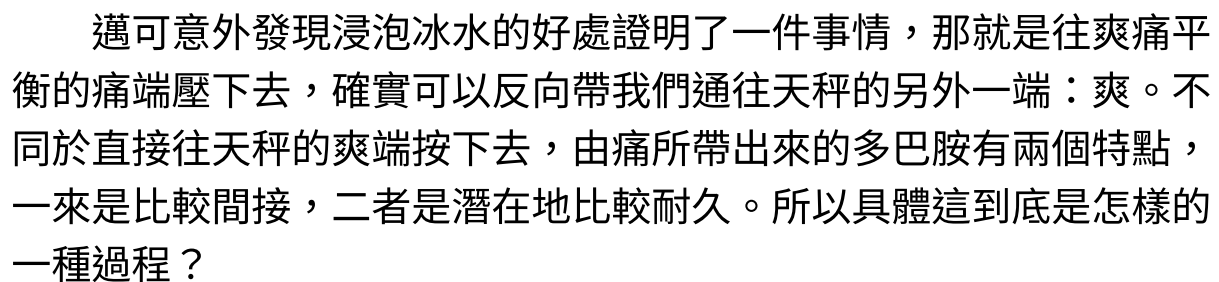 邁可意外發現浸泡冰水的好處證明了一件事情，那就是往爽痛平
衡的痛端壓下去，確實可以反向帶我們通往天秤的另外一端：爽。不
同於直接往天秤的爽端按下去，由痛所帶出來的多巴胺有兩個特點，
一來是比較間接，二者是潛在地比較耐久。所以具體這到底是怎樣的
一種過程？